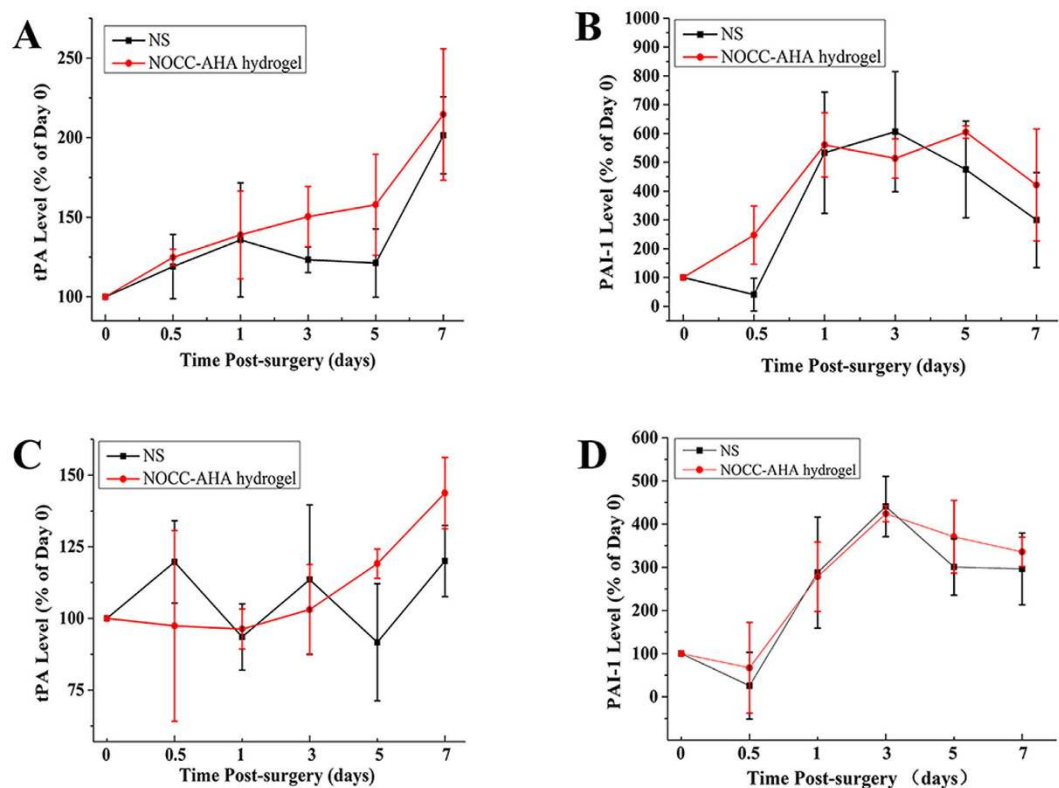 A
NS
NOCC-AHA hydrogel
tPA Level (% of Day 0)
250
200
150
100
0 0.5 1 3 5 7
Time Post-surgery (days)
B
NS
NOCC-AHA hydrogel
PAI-1 Level (% of Day 0)
1000
900
800
700
600
500
400
300
200
100
0
0 0.5 1 3 5 7
Time Post-surgery (days)
C
NS
NOCC-AHA hydrogel
tPA Level (% of Day 0)
150
125
100
75
0 0.5 1 3 5 7
Time Post-surgery (days)
D
NS
NOCC-AHA hydrogel
PAI-1 Level (% of Day 0)
600
500
400
300
200
100
0
0 0.5 1 3 5 7
Time Post-surgery （days）